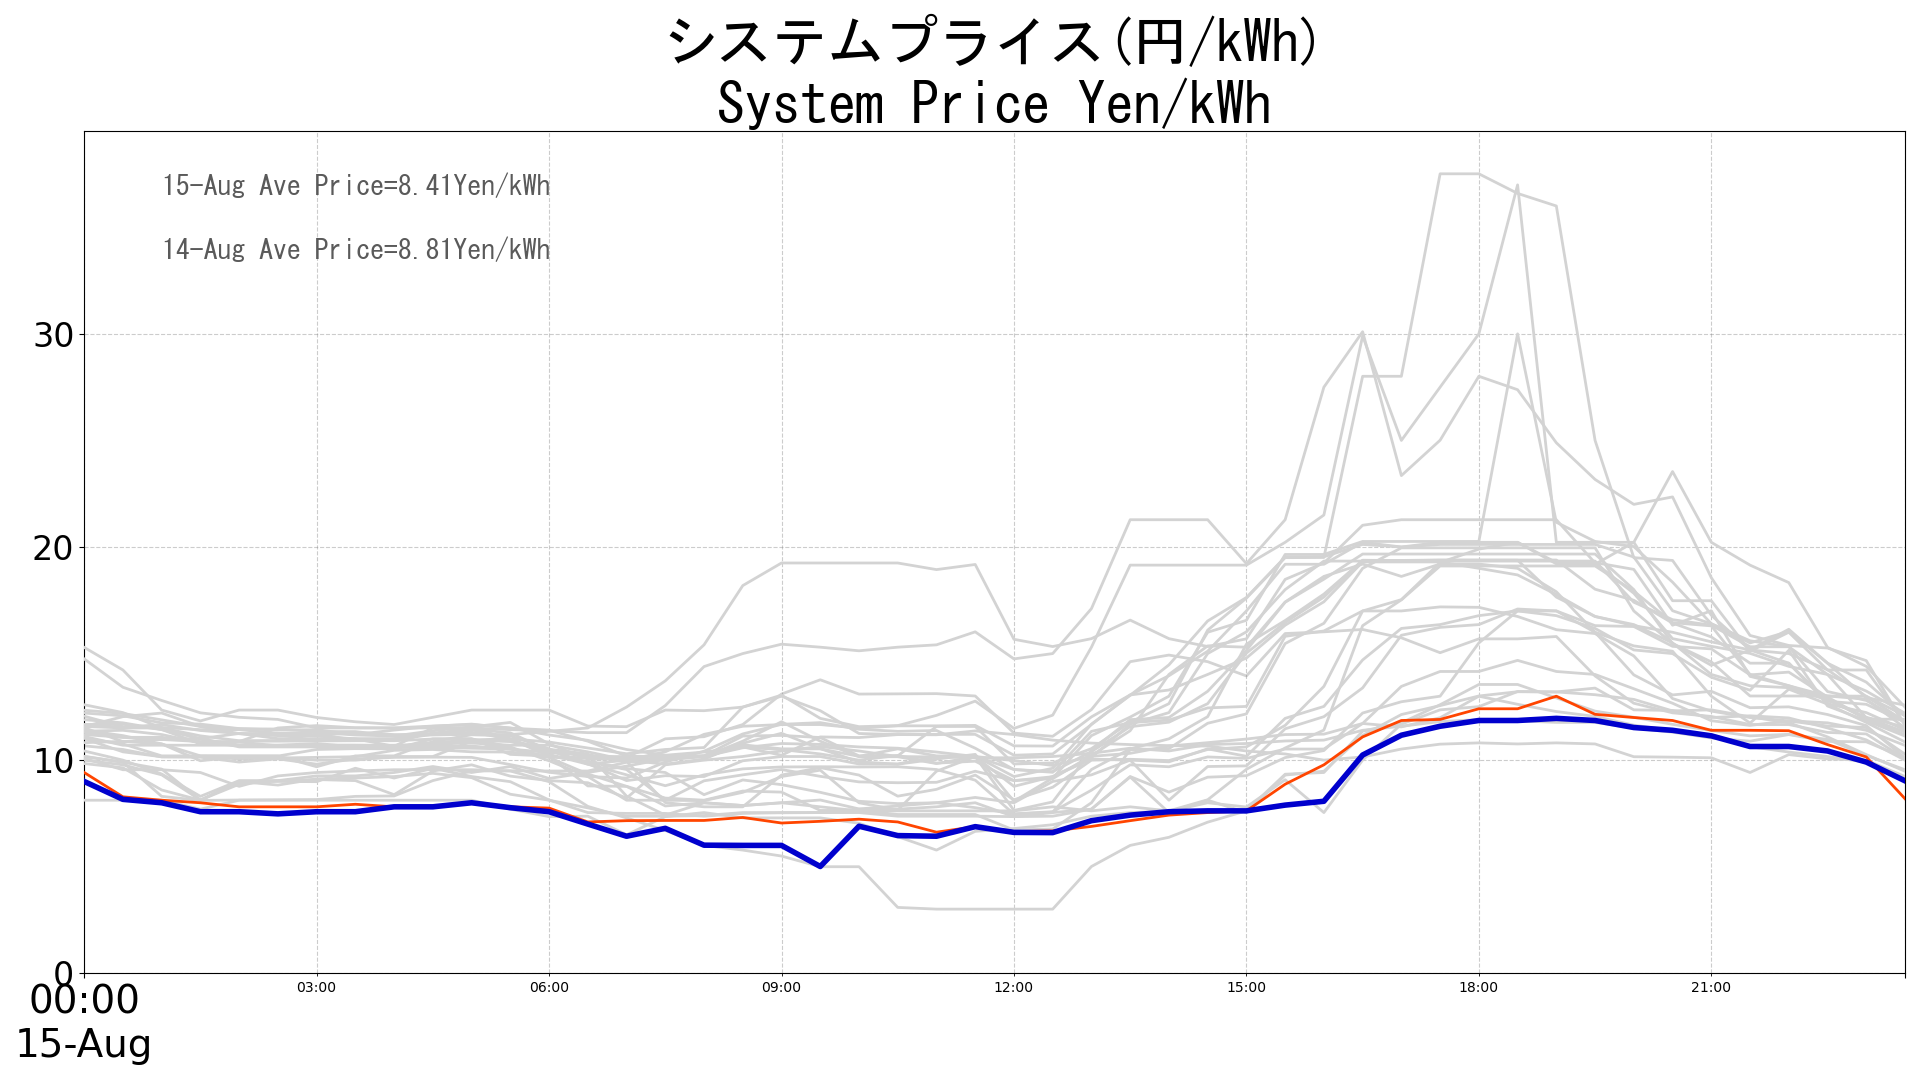 システムプライス(円/kWh)
System Price Yen/kWh
15-Aug Ave Price=8.41Yen/kWh
14-Aug Ave Price=8.81Yen/kWh
30
20
10
0
00:00
03:00
06:00
09:00
12:00
15:00
18:00
21:00
15-Aug